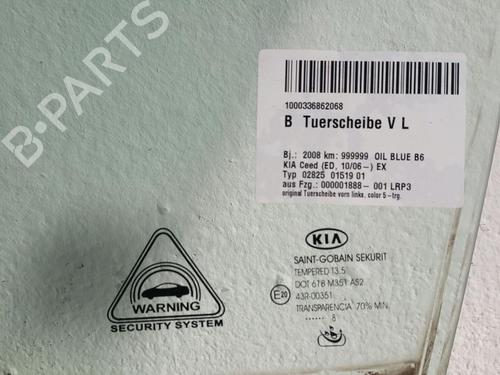 B-PARTS
1000336862068
B Tuerscheibe V L
Bj.: 2008 km: 999999 OIL BLUE B6
KIA Ceed (ED, 10/06-) EX
Typ 02825 01519 01
aus Fzg.: 000001888- 001 LRP3
original Tuerscheibe vorn links, color 5-trg.
KIA
SAINT-GOBAIN SEKURIT
TEMPERED 13.5
DOT 618 M351 AS2
E20 43R-00351
TRANSPARENCIA 70% MIN.
...... 8
WARNING
SECURITY SYSTEM